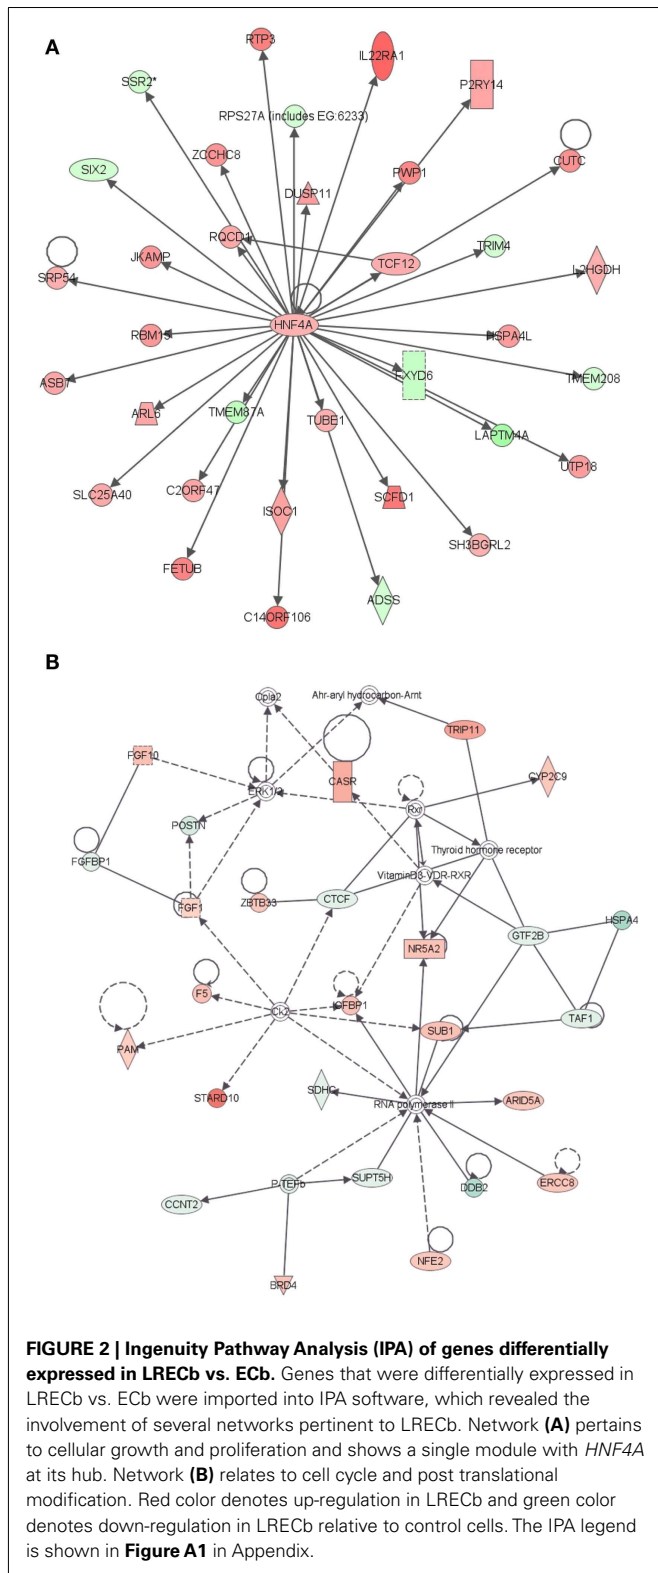 A
RTP3
IL22RA1
SSR2*
P2RY14
RPS27A (includes EG:6233)
ZCCHC8
CUTC
SIX2
PWP1
DUSP11
RQCD1
TRIM4
JKAMP
TCF12
L2HGDH
SRP54
HNF4A
RBM15
HSPA4L
FXYD6
TMEM208
ASB7
ARL6
TMEM87A
TUBE1
LAPTM4A
UTP18
SLC25A40
C2ORF47
SCFD1
ISOC1
SH3BGRL2
FETUB
ADSS
C14ORF106
B
Cpla2
Ahr-aryl hydrocarbon-Arnt
TRIP11
FGF10
CASR
CYP2C9
ERK1/2
Rxr
POSTN
Thyroid hormone receptor
FGFBP1
VitaminD3-VDR-RXR
CTCF
ZBTB33
FGF1
HSPA4
GTF2B
NR5A2
F5
IGFBP1
Ck2
TAF1
SUB1
PAM
SDHC
STARD10
RNA polymerase II
ARID5A
P-TEFb
SUPT5H
DDB2
ERCC8
CCNT2
NFE2
BRD4
FIGURE 2 | Ingenuity Pathway Analysis (IPA) of genes differentially
expressed in LRECb vs. ECb. Genes that were differentially expressed in
LRECb vs. ECb were imported into IPA software, which revealed the
involvement of several networks pertinent to LRECb. Network (A) pertains
to cellular growth and proliferation and shows a single module with HNF4A
at its hub. Network (B) relates to cell cycle and post translational
modification. Red color denotes up-regulation in LRECb and green color
denotes down-regulation in LRECb relative to control cells. The IPA legend
is shown in Figure A1 in Appendix.